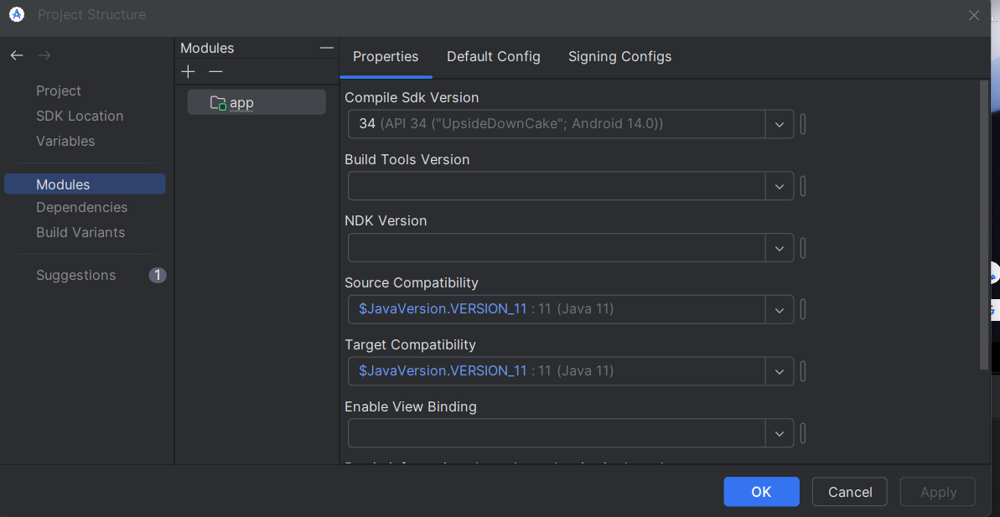 Project Structure
Project
SDK Location
Variables
Modules
Dependencies
Build Variants
Suggestions 1
Modules
app
Properties Default Config Signing Configs
Compile Sdk Version
34 (API 34 ("UpsideDownCake"; Android 14.0))
Build Tools Version
NDK Version
Source Compatibility
$JavaVersion.VERSION_11 : 11 (Java 11)
Target Compatibility
$JavaVersion.VERSION_11 : 11 (Java 11)
Enable View Binding
OK Cancel Apply